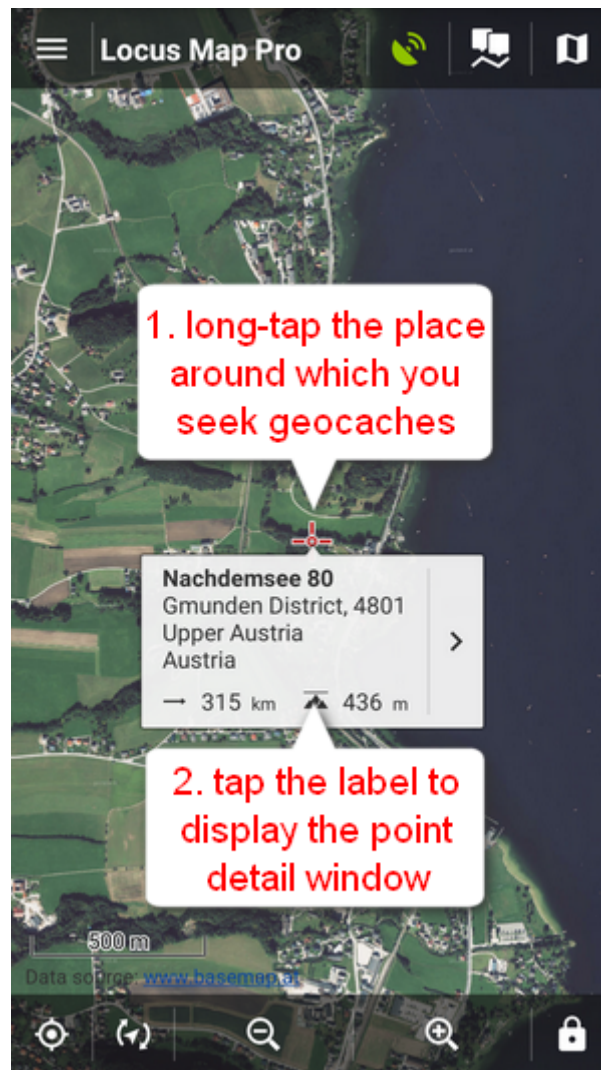 Locus Map Pro
1. long-tap the place
around which you
seek geocaches
Nachdemsee 80
Gmunden District, 4801
Upper Austria
Austria
315 km 436 m
2. tap the label to
display the point
detail window
500 m
Data source: www.basemap.at